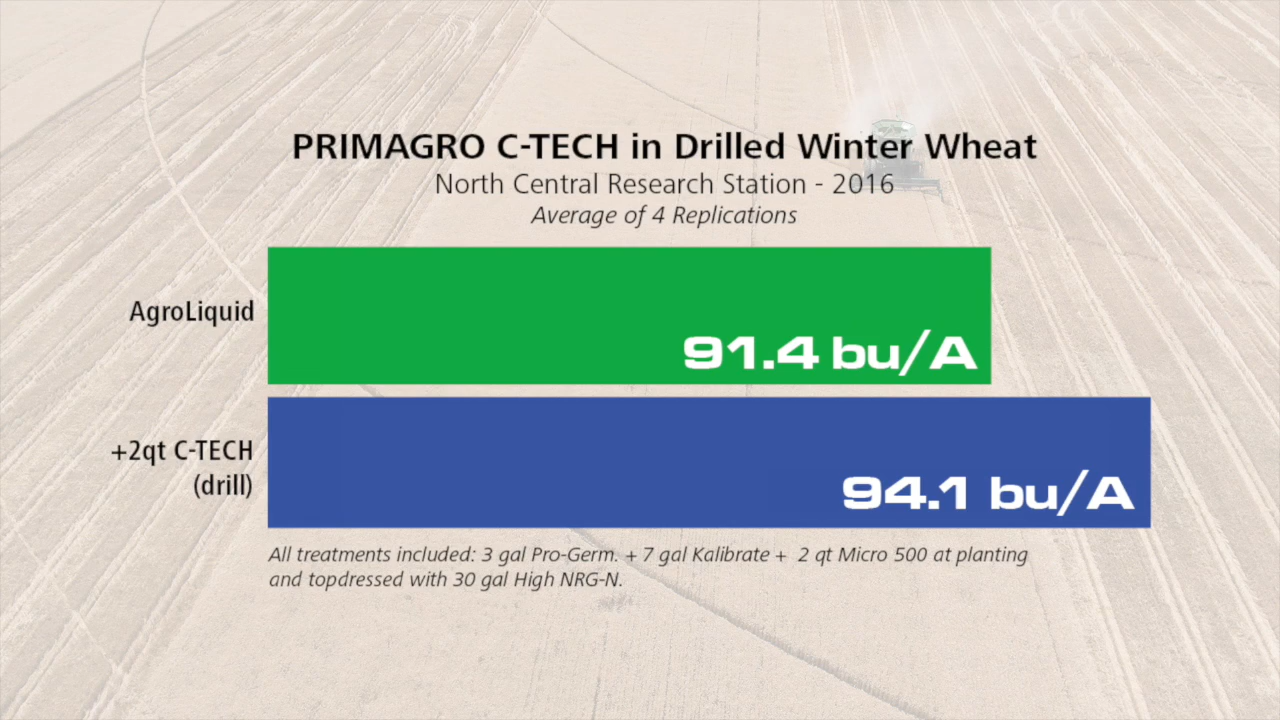 PRIMAGRO C-TECH in Drilled Winter Wheat
North Central Research Station - 2016
Average of 4 Replications
AgroLiquid
91.4 bu/A
+2qt C-TECH
(drill)
94.1 bu/A
All treatments included: 3 gal Pro-Germ. + 7 gal Kalibrate + 2 qt Micro 500 at planting
and topdressed with 30 gal High NRG-N.